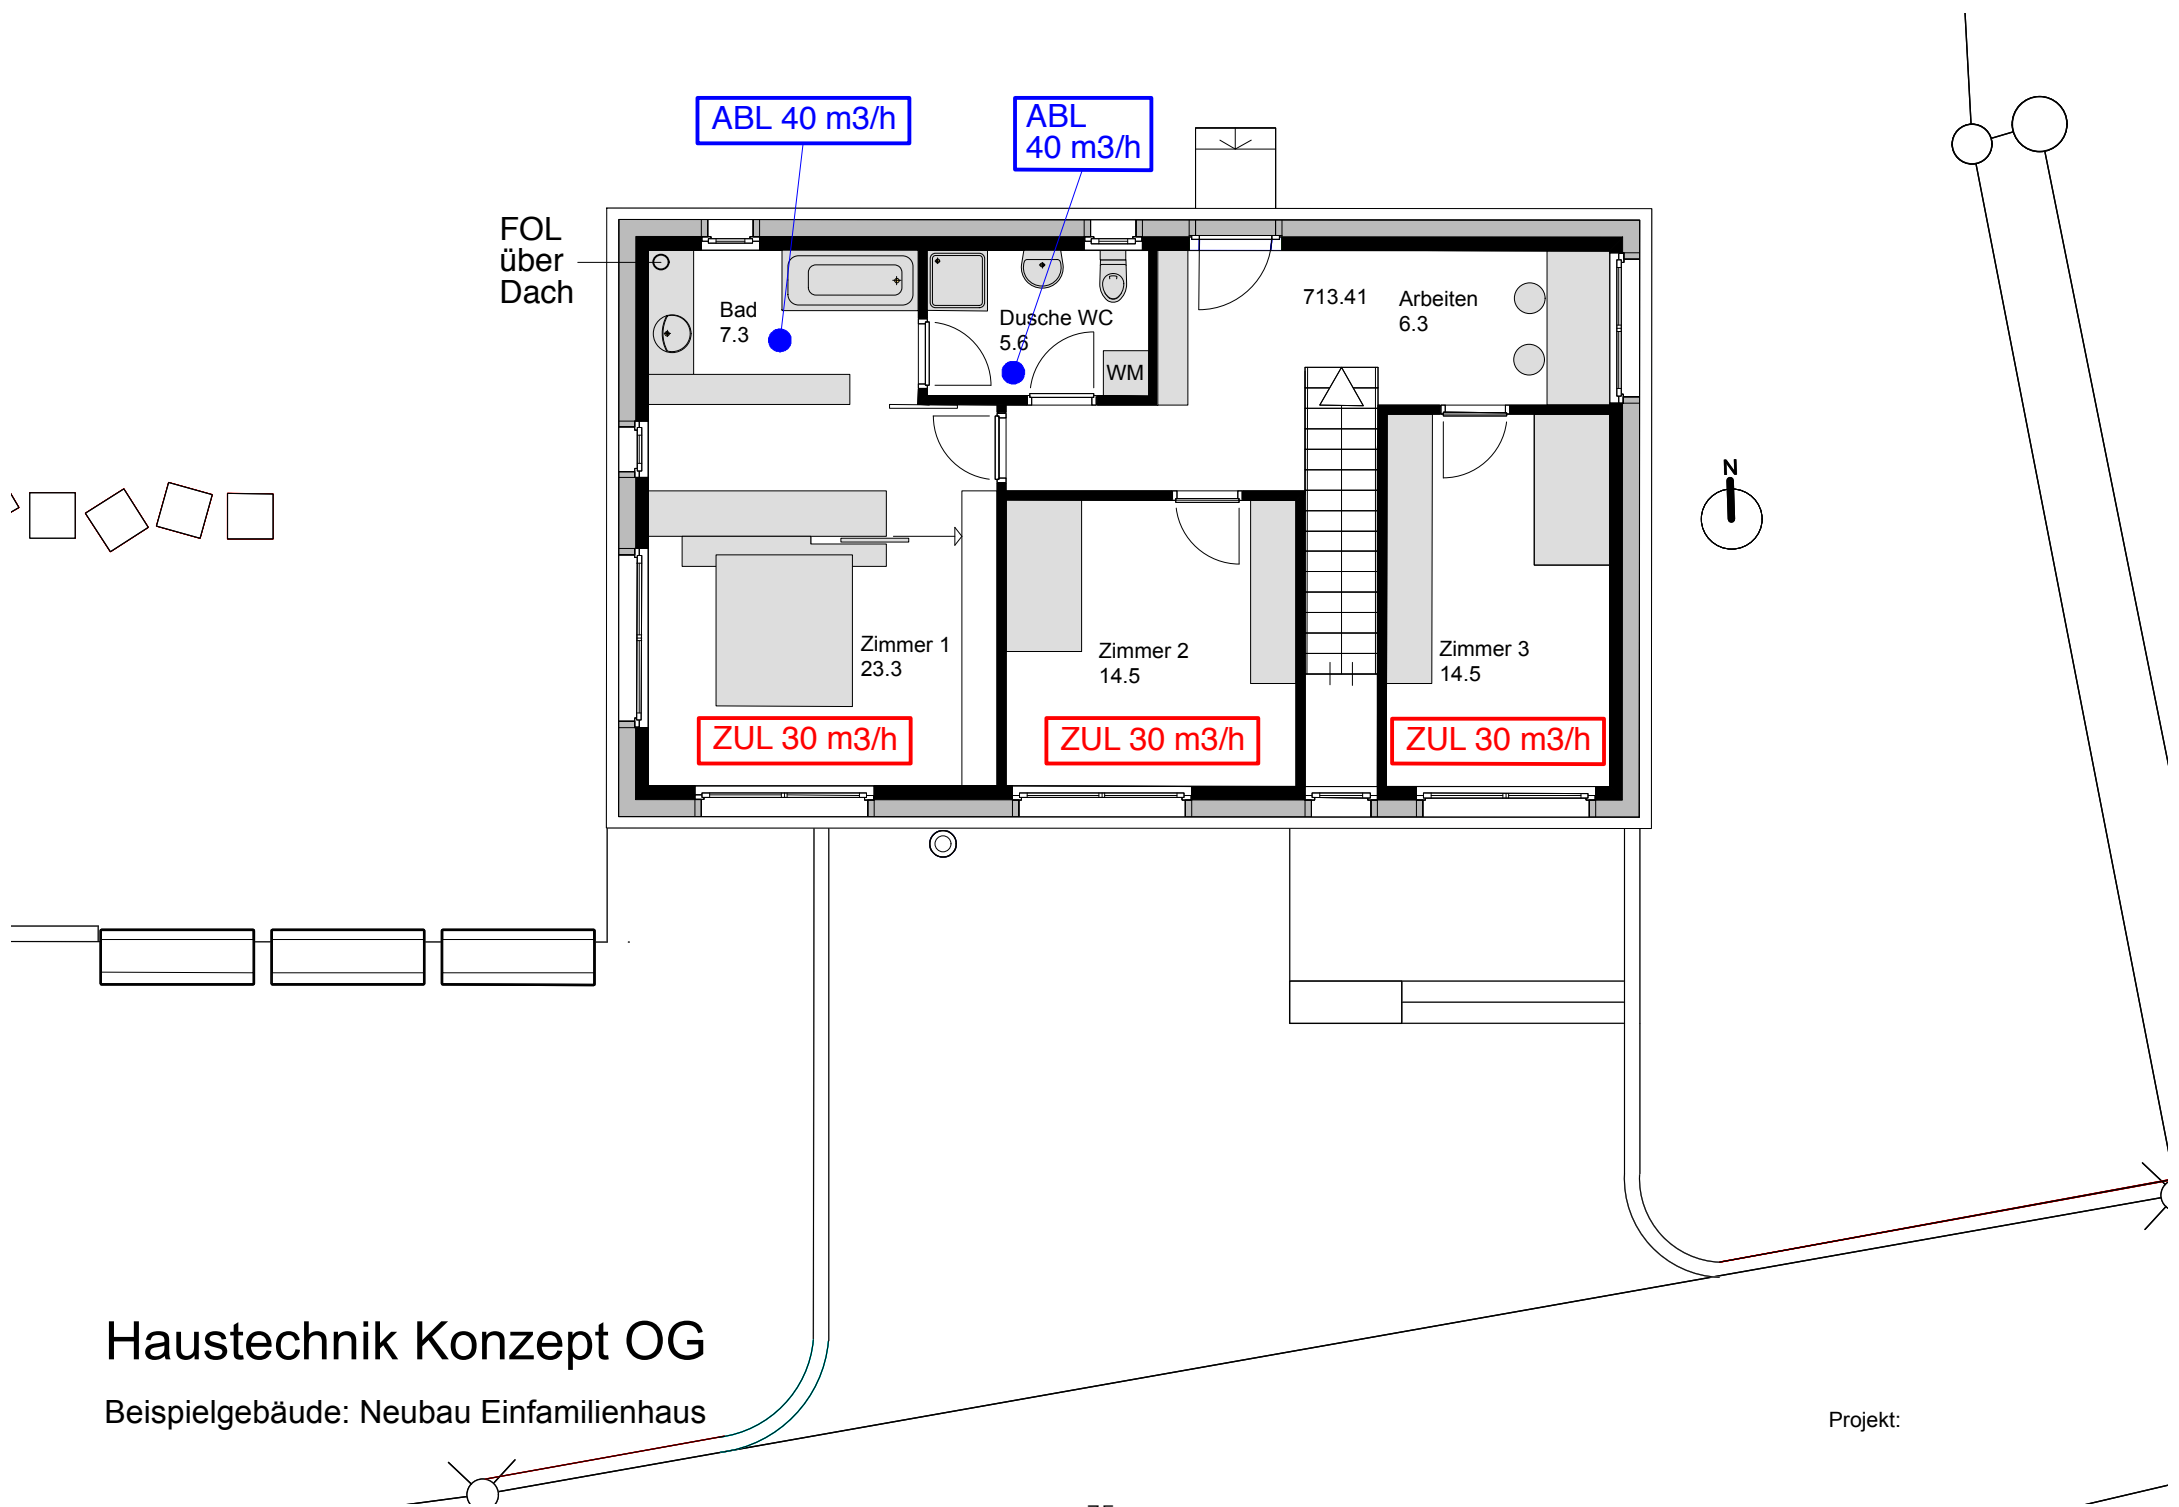 ABL 40 m3/h
ABL
40 m3/h
FOL
über
Dach
Bad
7.3
Dusche WC
5.6
WM
713.41
Arbeiten
6.3
N
Zimmer 1
23.3
Zimmer 2
14.5
Zimmer 3
14.5
ZUL 30 m3/h
ZUL 30 m3/h
ZUL 30 m3/h
Haustechnik Konzept OG
Beispielgebäude: Neubau Einfamilienhaus
Projekt: